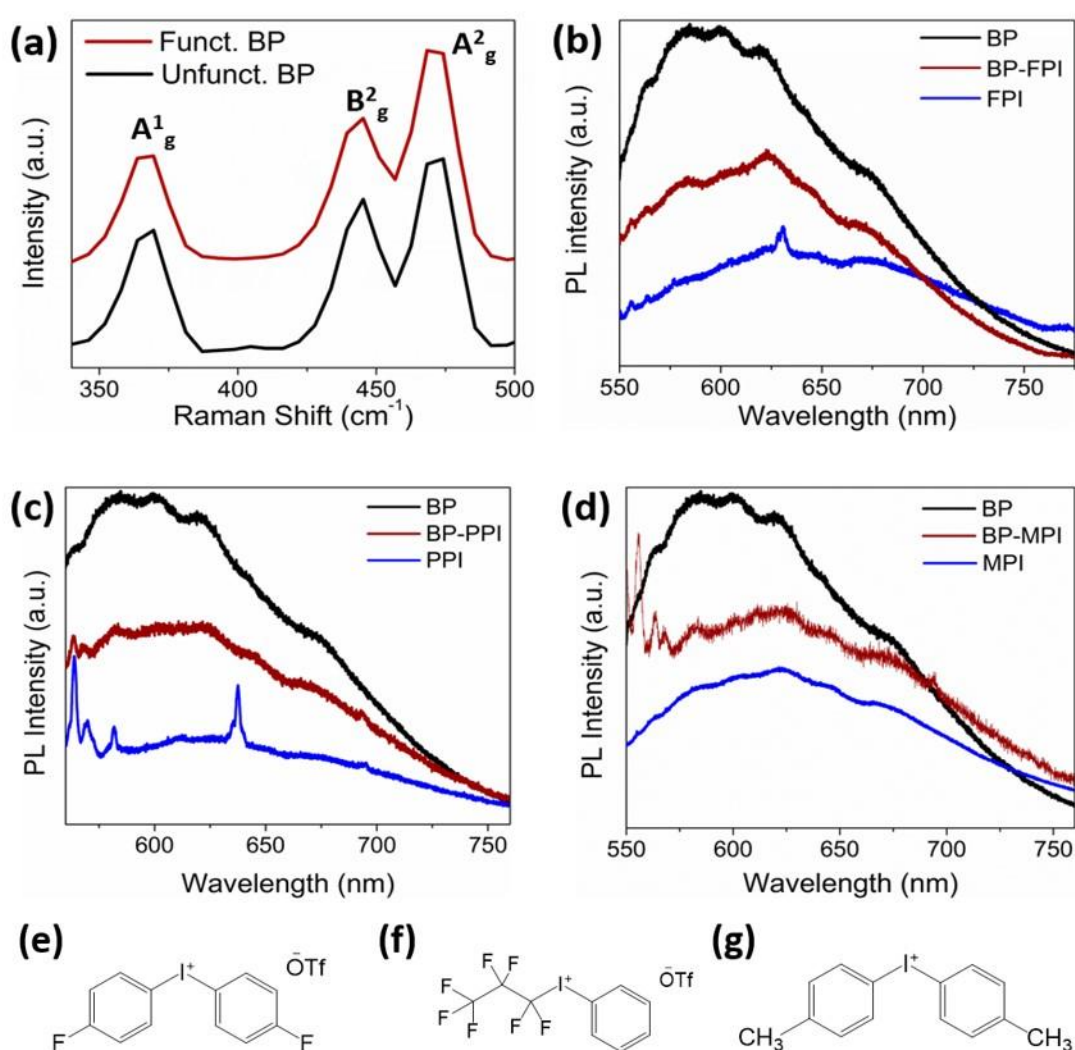 (a)
Funct. BP
Unfunct. BP
A¹g
B²g
A²g
Intensity (a.u.)
350 400 450 500
Raman Shift (cm⁻¹)
(b)
BP
BP-FPI
FPI
PL intensity
550 600 650 700 750
Wavelength (nm)
(c)
BP
BP-PPI
PPI
PL Intensity (a.u.)
600 650 700 750
Wavelength (nm)
(d)
BP
BP-MPI
MPI
PL Intensity (a.u.)
550 600 650 700 750
Wavelength (nm)
(e)
I⁺
ŌTf
F
F
(f)
F
F
F
I⁺
ŌTf
F
F
F
F
(g)
I⁺
CH₃
CH₃